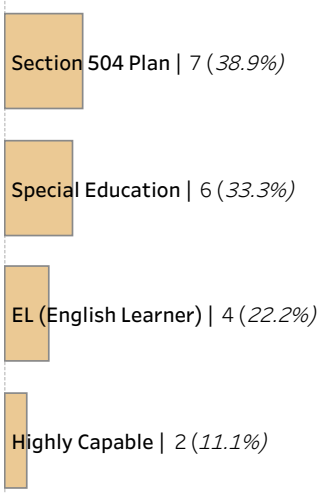 Section 504 Plan | 7 (38.9%)
Special Education | 6 (33.3%)
EL (English Learner) | 4 (22.2%)
Highly Capable | 2 (11.1%)